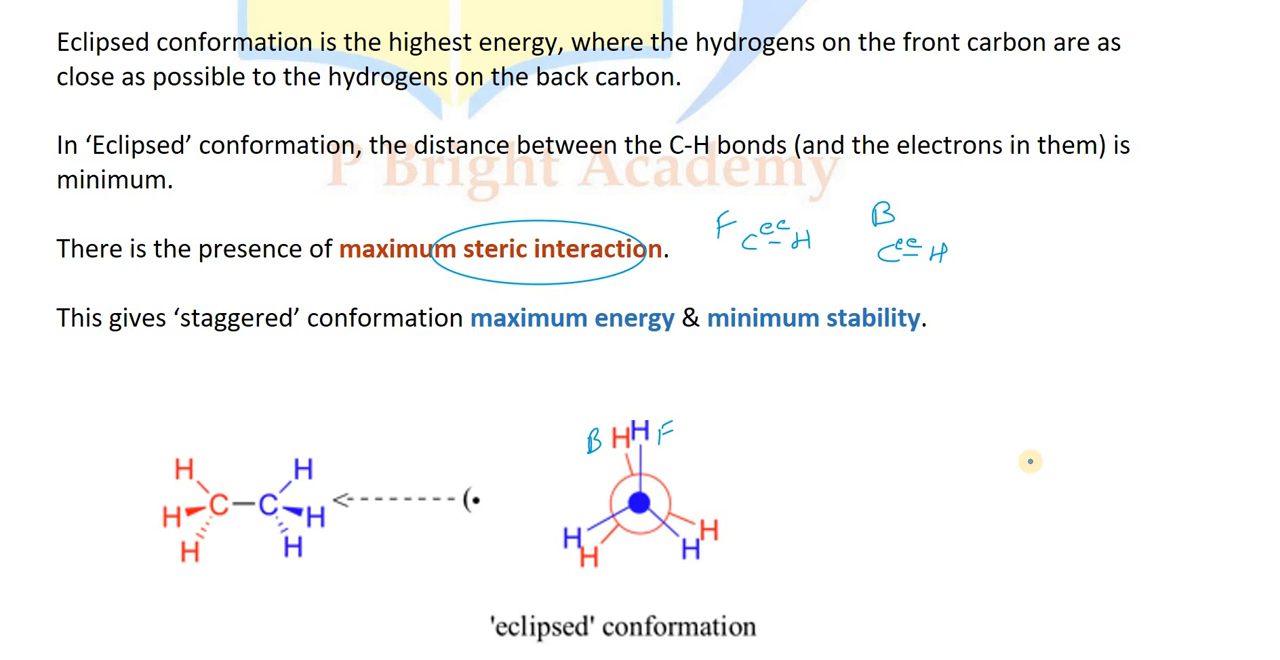 Eclipsed conformation is the highest energy, where the hydrogens on the front carbon are as
close as possible to the hydrogens on the back carbon.
In ‘Eclipsed’ conformation, the distance between the C-H bonds (and the electrons in them) is
minimum.
P Bright Academy
There is the presence of maximum steric interaction.
F C ee – H
B C ee – H
This gives ‘staggered’ conformation maximum energy & minimum stability.
B H H F
H H
H C – C H
H H
H H
H H
'eclipsed' conformation